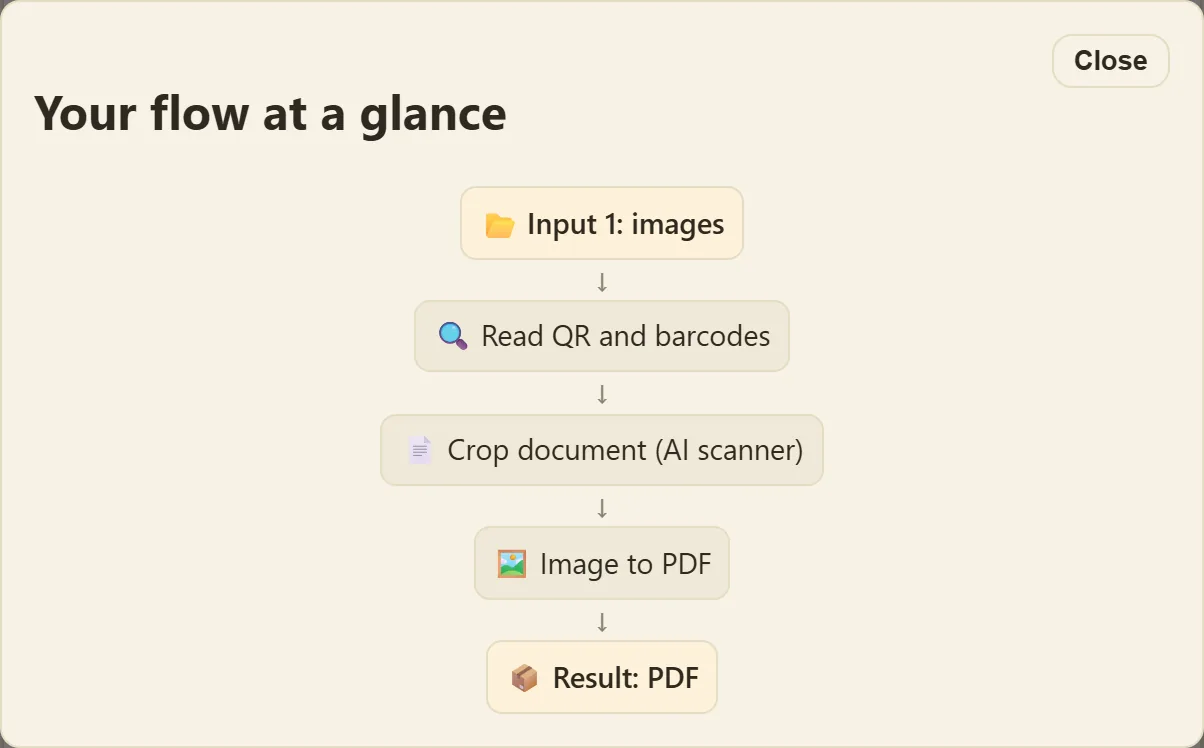 Close
Your flow at a glance
Input 1: images
↓
Read QR and barcodes
↓
Crop document (AI scanner)
↓
Image to PDF
↓
Result: PDF